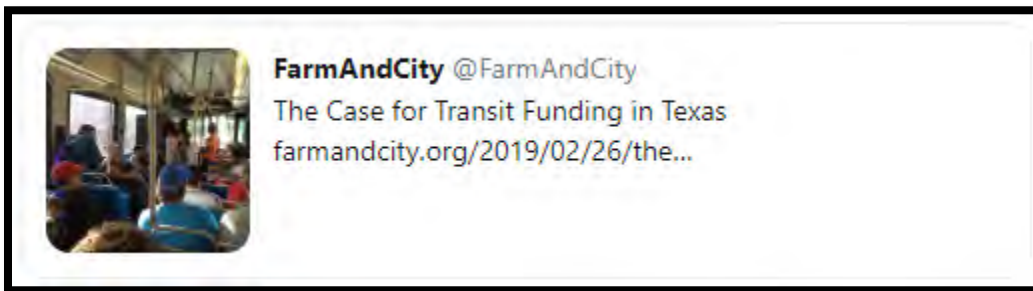 FarmAndCity @FarmAndCity
The Case for Transit Funding in Texas
farmandcity.org/2019/02/26/the...